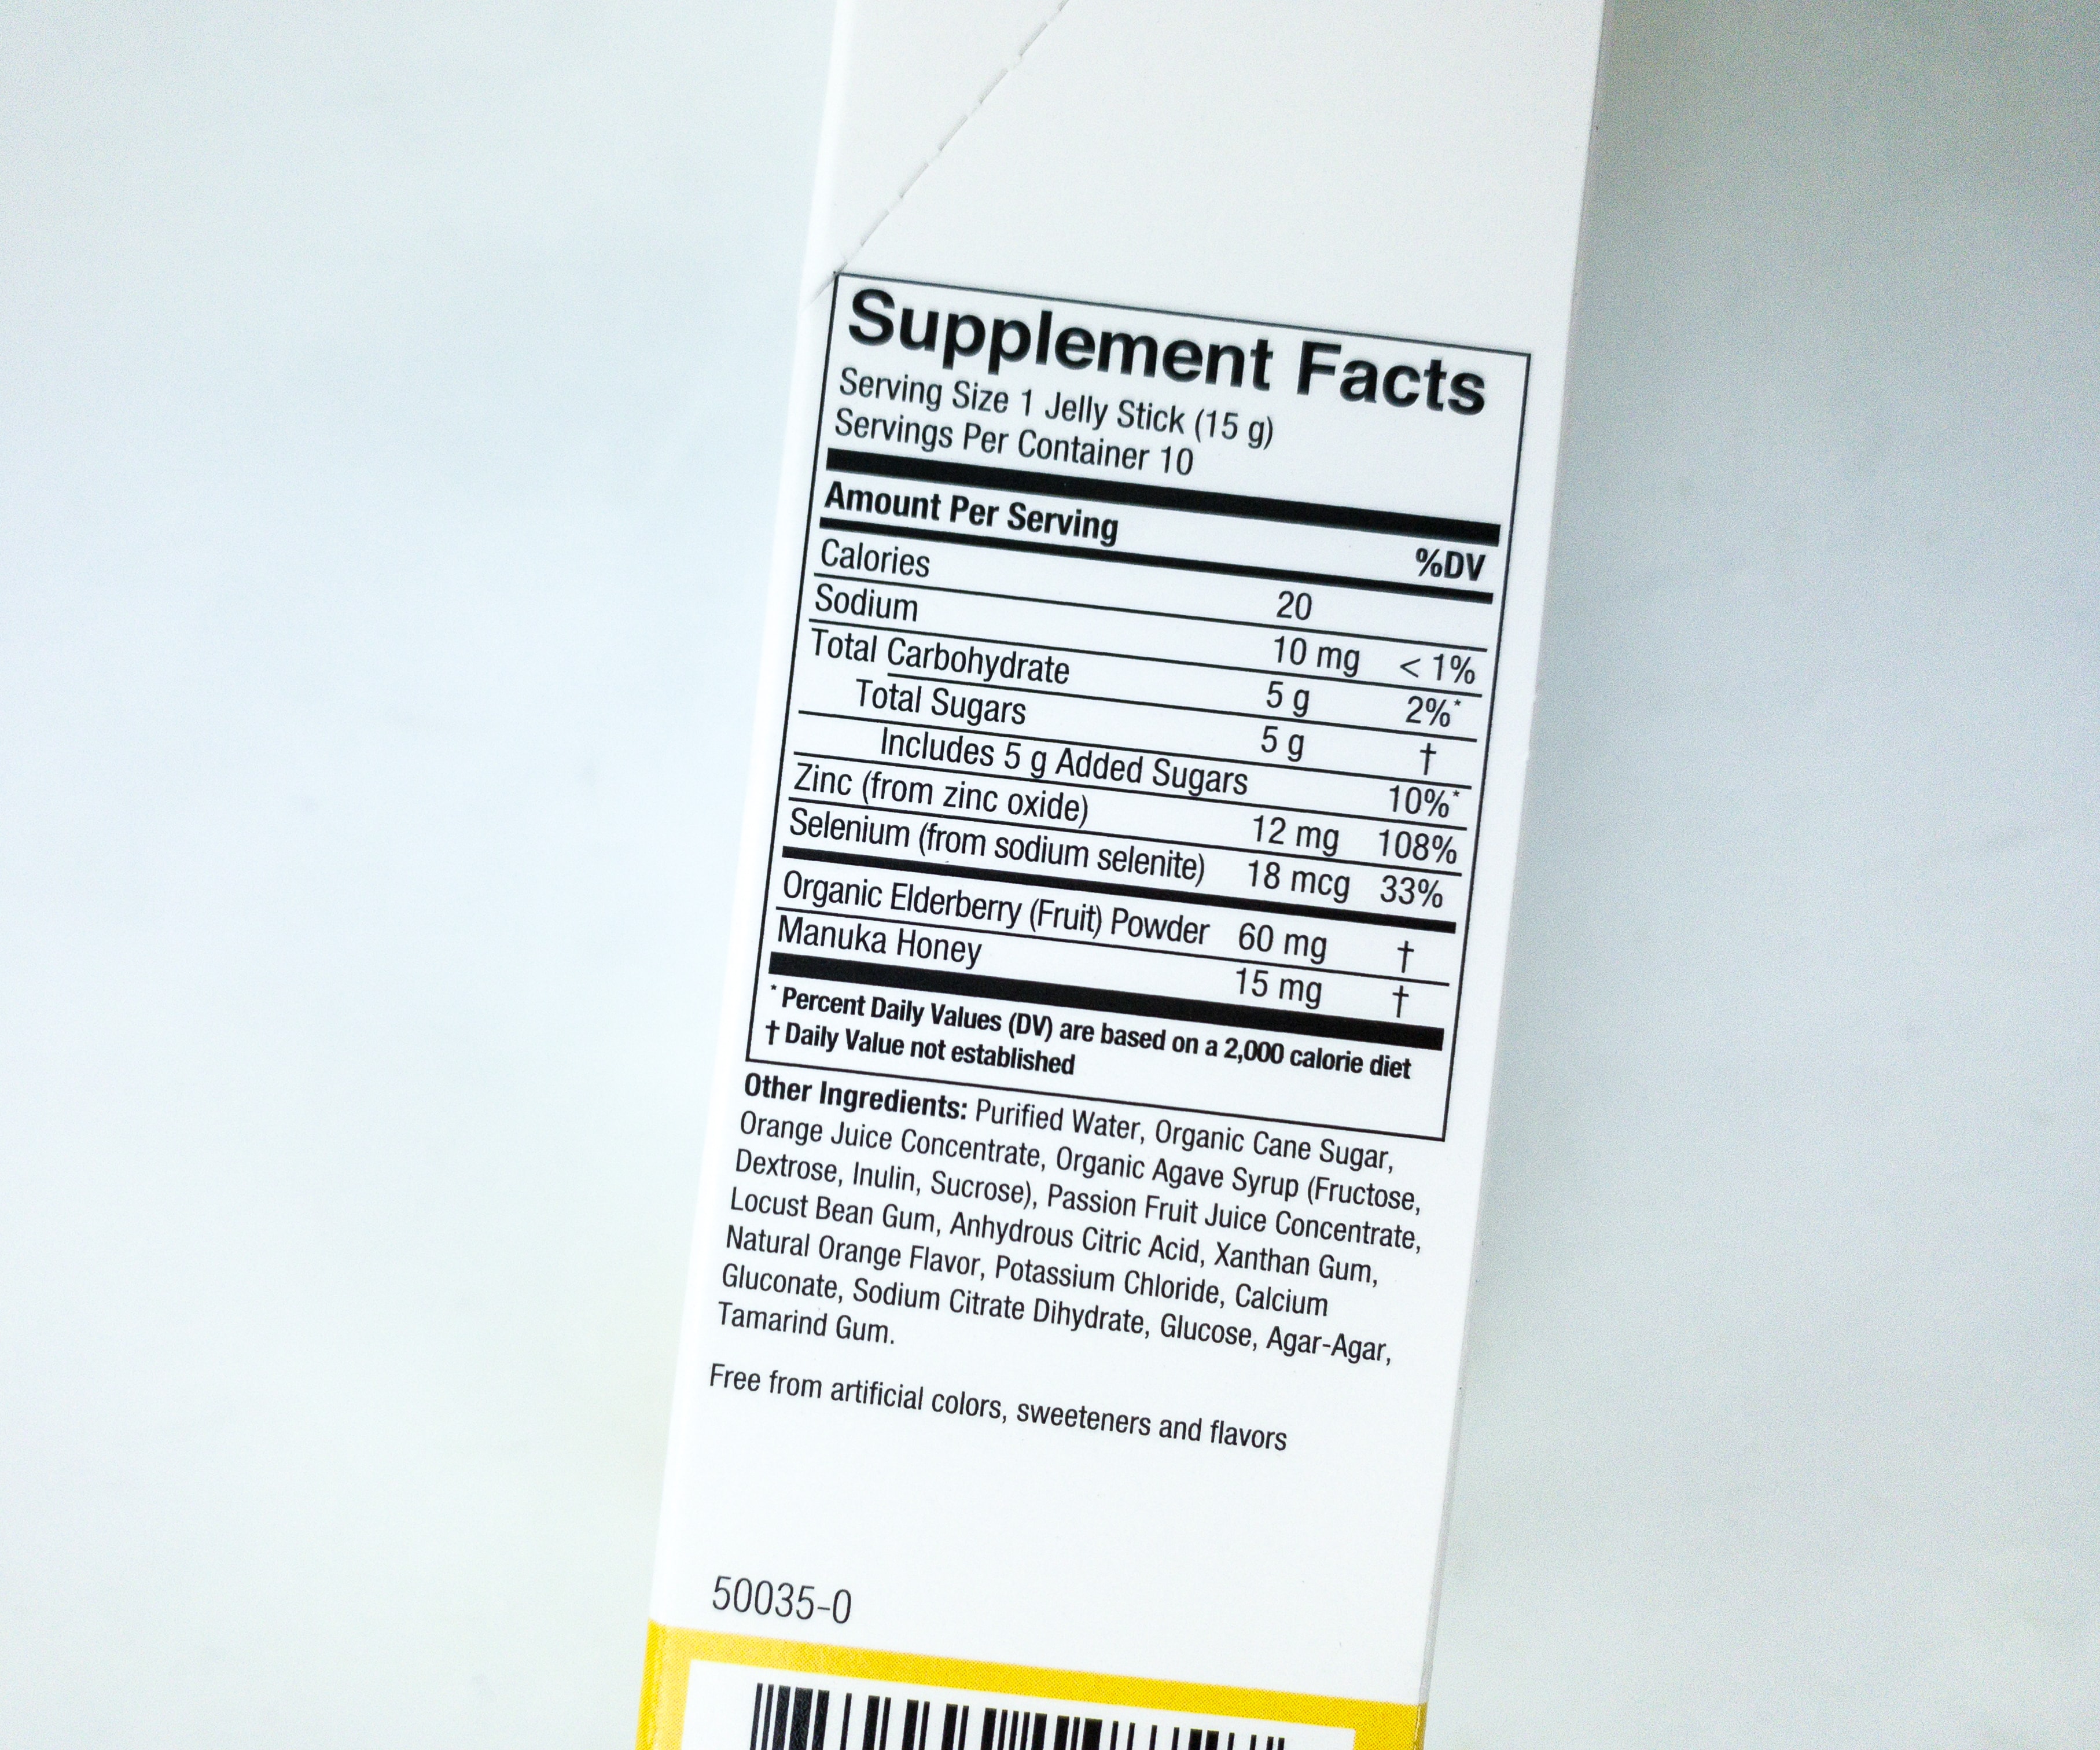 Supplement Facts
Serving Size 1 Jelly Stick (15 g)
Servings Per Container 10
Amount Per Serving %DV
Calories 20
Sodium 10 mg < 1%
Total Carbohydrate 5 g 2%*
Total Sugars 5 g †
Includes 5 g Added Sugars 10%*
Zinc (from zinc oxide) 12 mg 108%
Selenium (from sodium selenite) 18 mcg 33%
Organic Elderberry (Fruit) Powder 60 mg †
Manuka Honey 15 mg †
* Percent Daily Values (DV) are based on a 2,000 calorie diet
† Daily Value not established
Other Ingredients: Purified Water, Organic Cane Sugar,
Orange Juice Concentrate, Organic Agave Syrup (Fructose,
Dextrose, Inulin, Sucrose), Passion Fruit Juice Concentrate,
Locust Bean Gum, Anhydrous Citric Acid, Xanthan Gum,
Natural Orange Flavor, Potassium Chloride, Calcium
Gluconate, Sodium Citrate Dihydrate, Glucose, Agar-Agar,
Tamarind Gum.
Free from artificial colors, sweeteners and flavors
50035-0